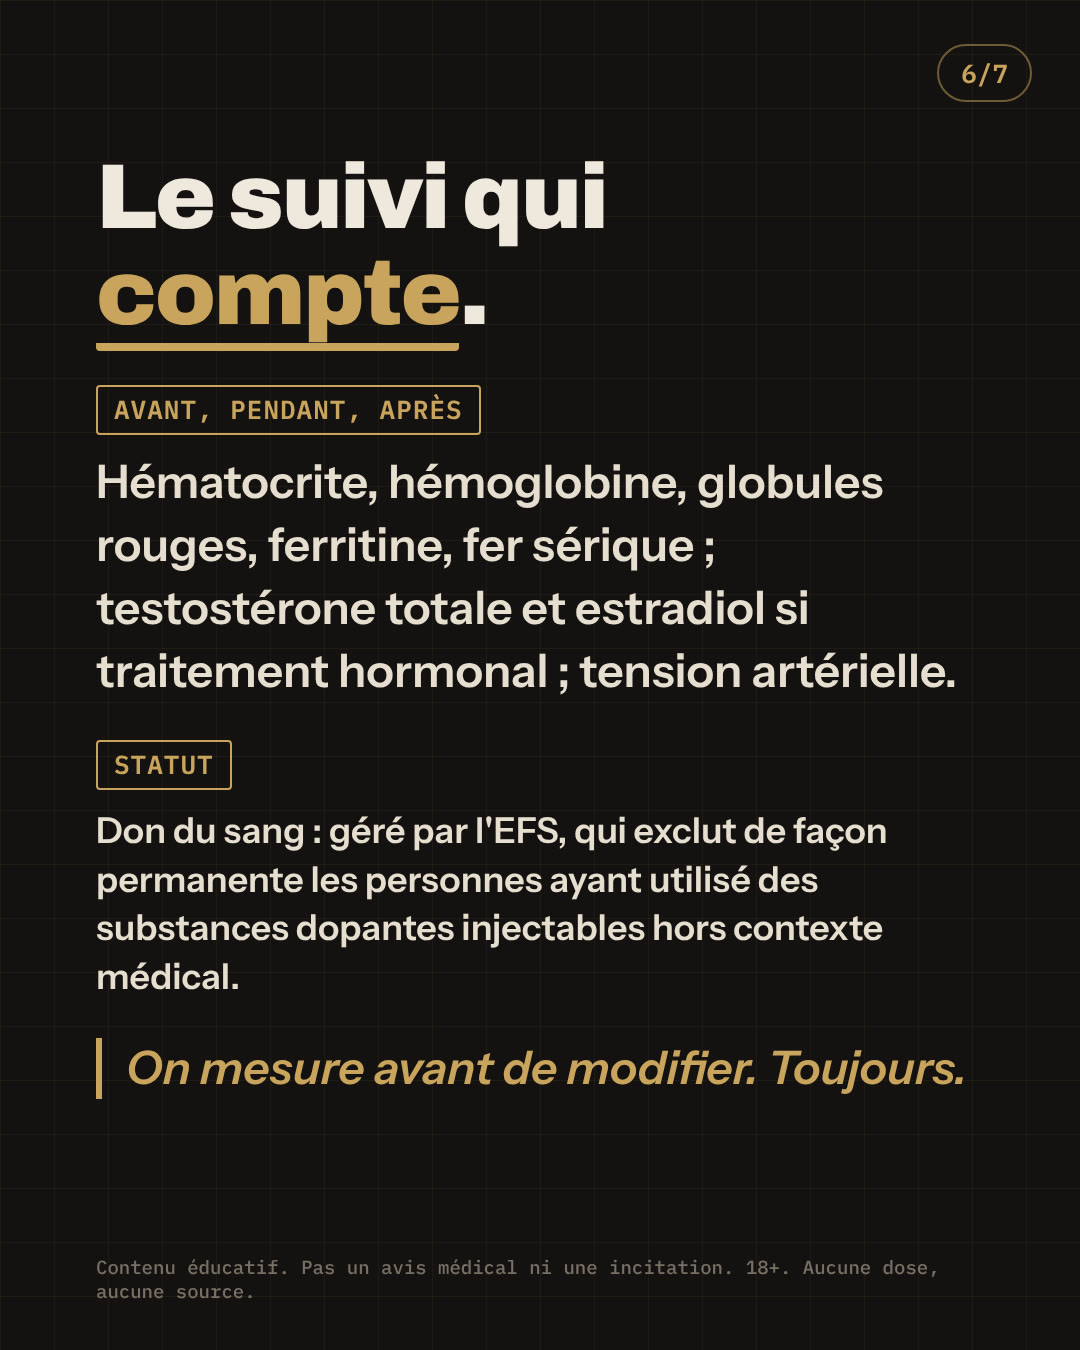 6/7
Le suivi qui
compte.
AVANT, PENDANT, APRÈS
Hématocrite, hémoglobine, globules
rouges, ferritine, fer sérique ;
testostérone totale et estradiol si
traitement hormonal ; tension artérielle.
STATUT
Don du sang : géré par l'EFS, qui exclut de façon
permanente les personnes ayant utilisé des
substances dopantes injectables hors contexte
médical.
On mesure avant de modifier. Toujours.
Contenu éducatif. Pas un avis médical ni une incitation. 18+. Aucune dose,
aucune source.